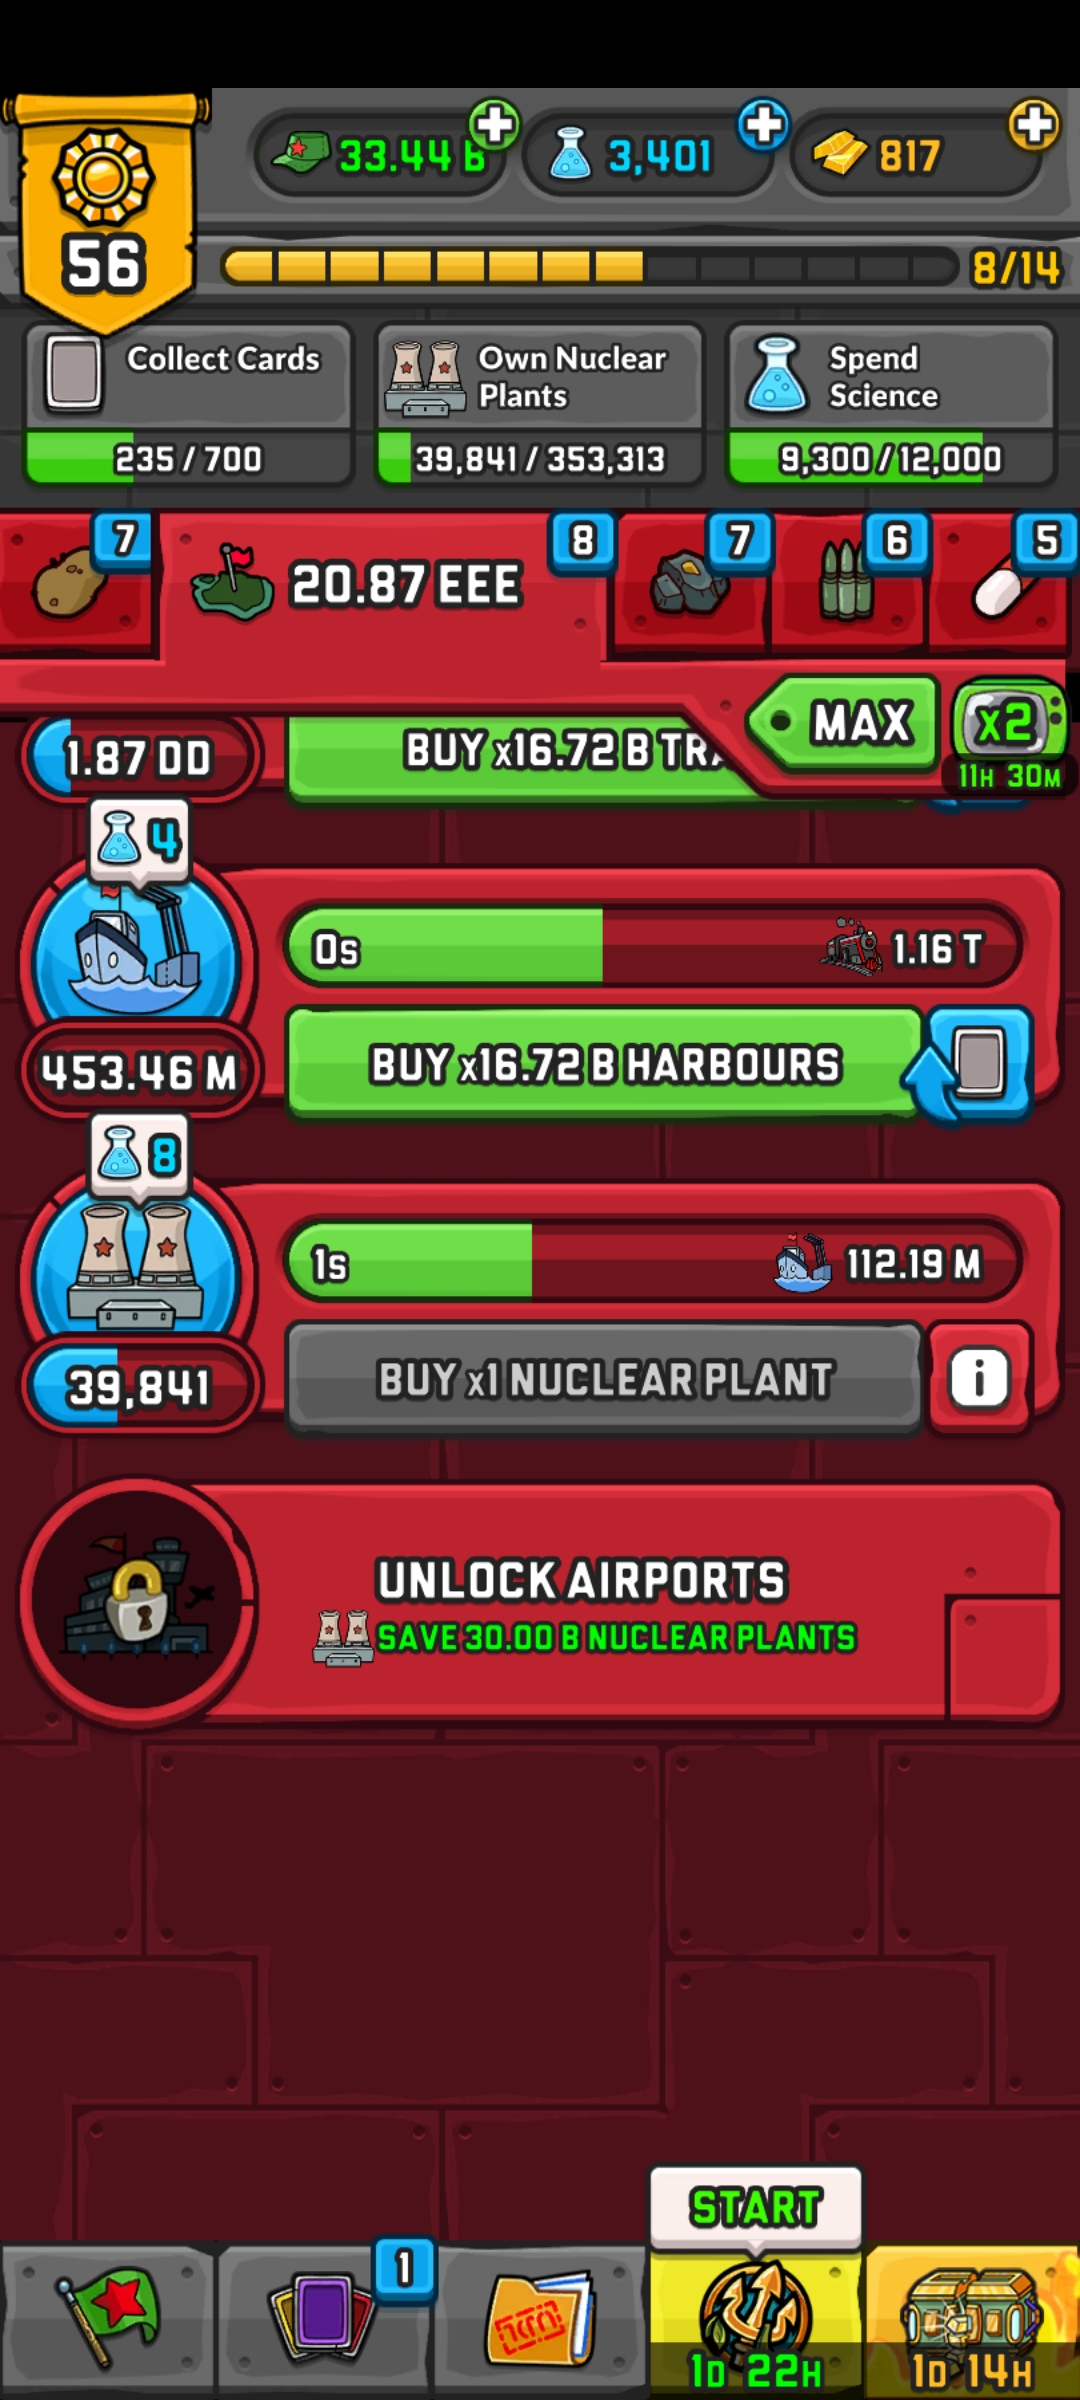 33.44 B
3,401
817
56
8/14
Collect Cards
235 / 700
Own Nuclear
Plants
39,841 / 353,313
Spend
Science
9,300 / 12,000
7
20.87 EEE
8
7
6
5
MAX
x2
11H 30M
1.87 DD
BUY x16.72 B TRA
4
0s
1.16 T
453.46 M
BUY x16.72 B HARBOURS
8
1s
112.19 M
39,841
BUY x1 NUCLEAR PLANT
i
UNLOCK AIRPORTS
SAVE 30.00 B NUCLEAR PLANTS
START
1
1D 22H
1D 14H